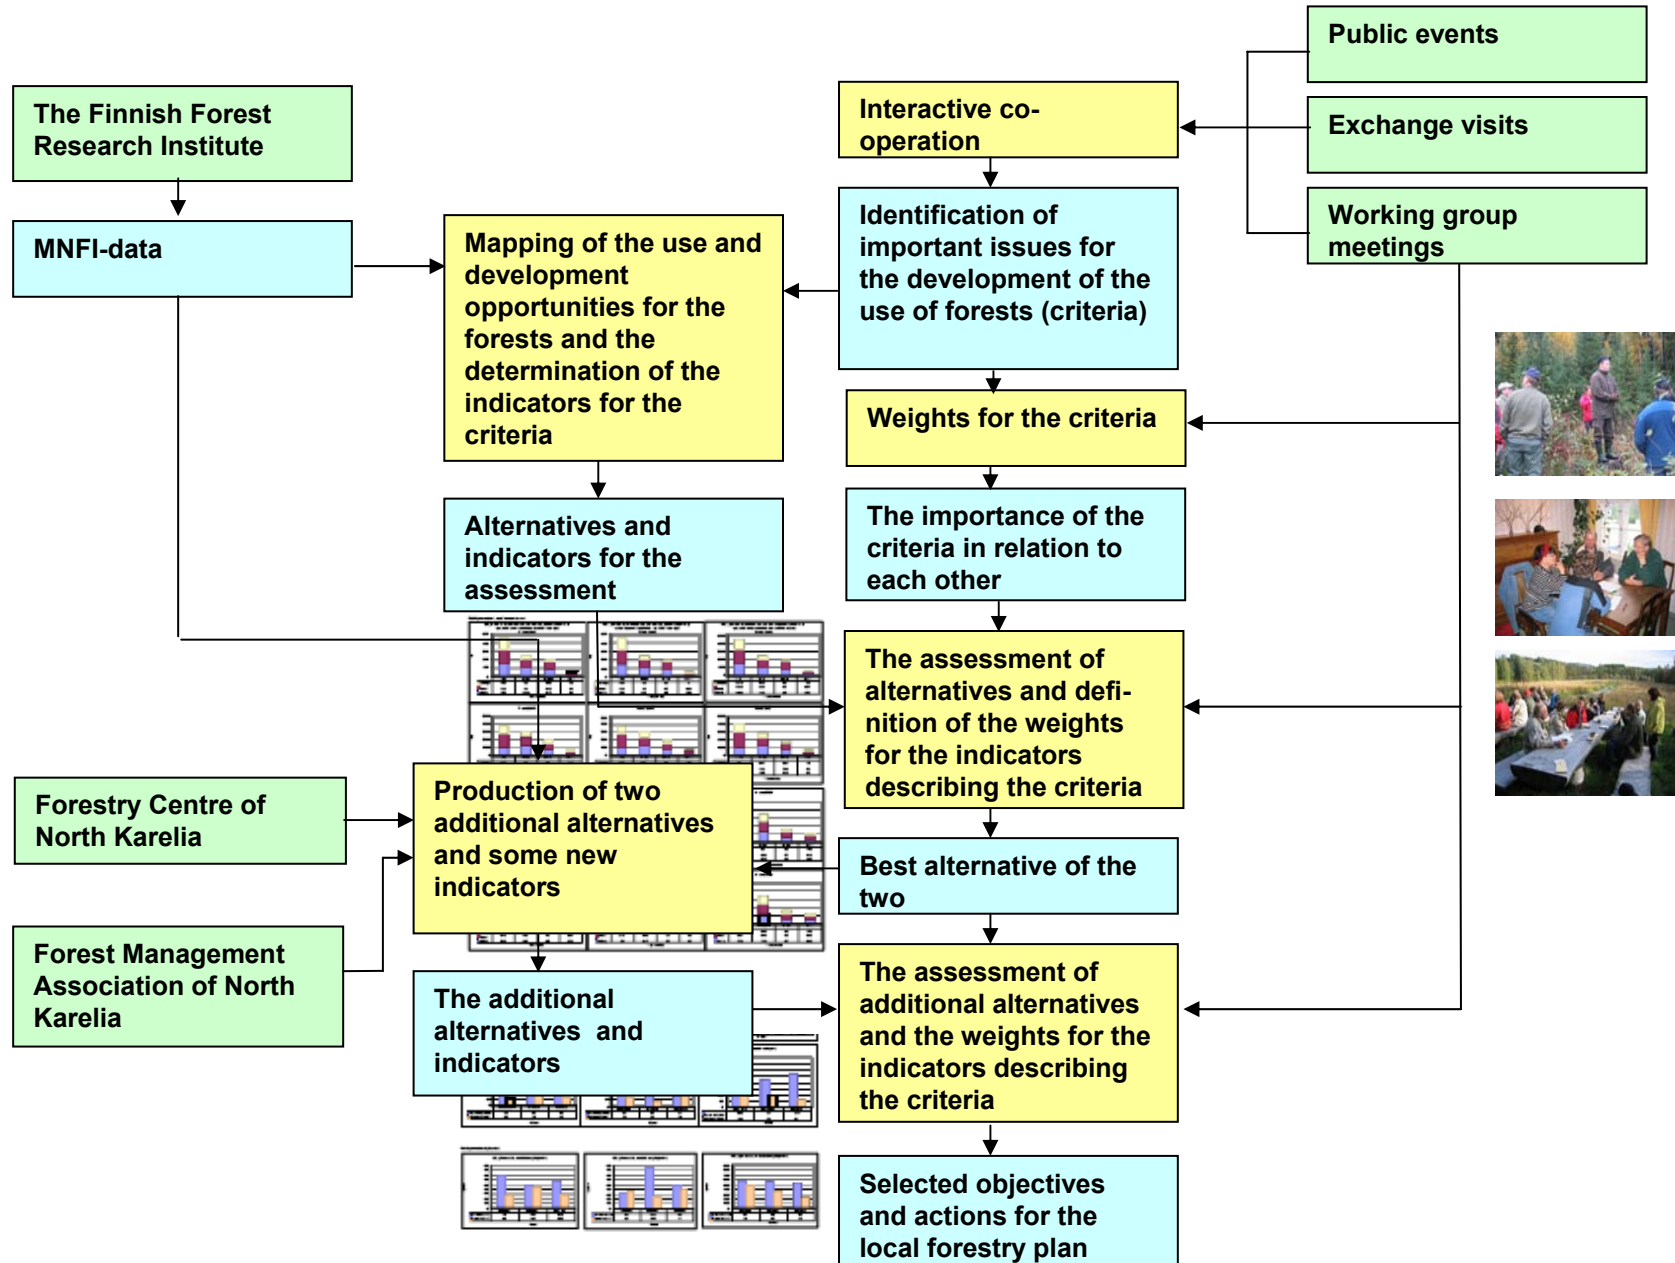 Public events
The Finnish Forest
Research Institute
Interactive co-
operation
Exchange visits
MNFI-data
Mapping of the use and
development
opportunities for the
forests and the
determination of the
indicators for the
criteria
Identification of
important issues for
the development of the
use of forests (criteria)
Working group
meetings
Weights for the criteria
Alternatives and
indicators for the
assessment
The importance of the
criteria in relation to
each other
The assessment of
alternatives and defi-
nition of the weights
for the indicators
describing the criteria
Forestry Centre of
North Karelia
Production of two
additional alternatives
and some new
indicators
Best alternative of the
two
Forest Management
Association of North
Karelia
The additional
alternatives  and
indicators
The assessment of
additional alternatives
and the weights for the
indicators describing
the criteria
Selected objectives
and actions for the
local forestry plan